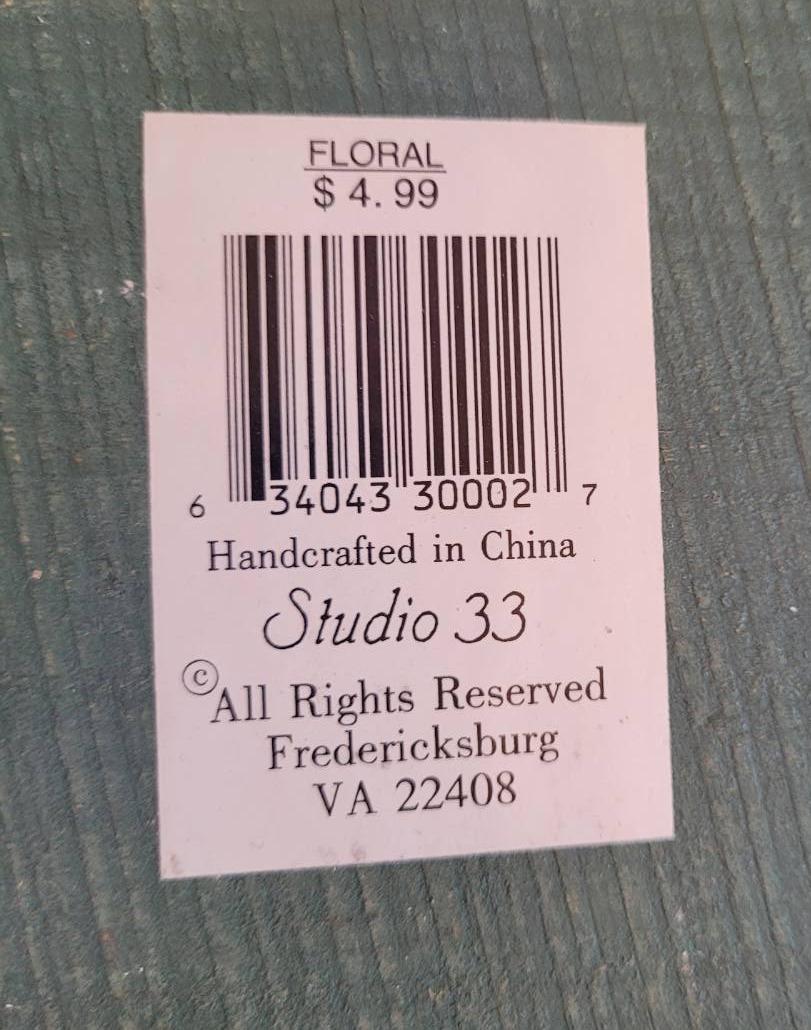 FLORAL
$ 4.99
6 34043 30002 7
Handcrafted in China
Studio 33
© All Rights Reserved
Fredericksburg
VA 22408